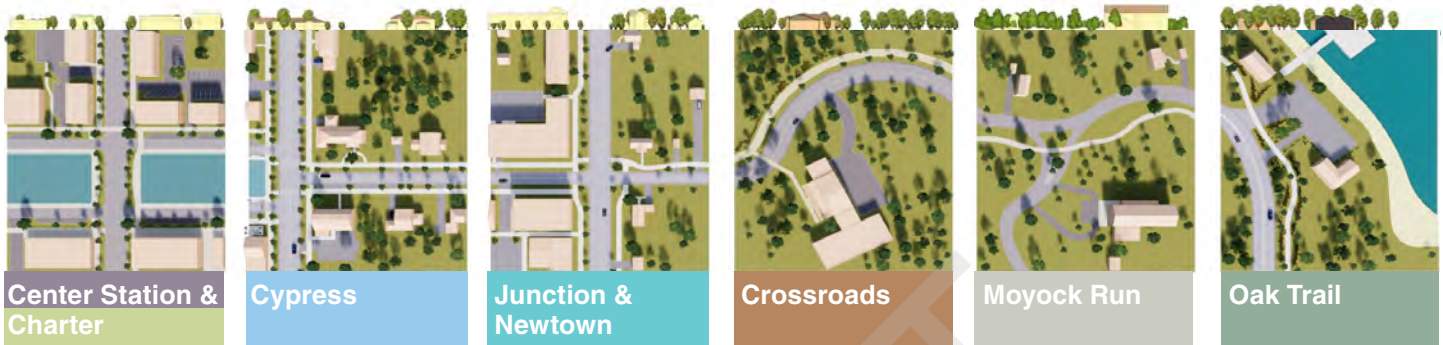 Center Station &
Charter
Cypress
Junction &
Newtown
Crossroads
Moyock Run
Oak Trail